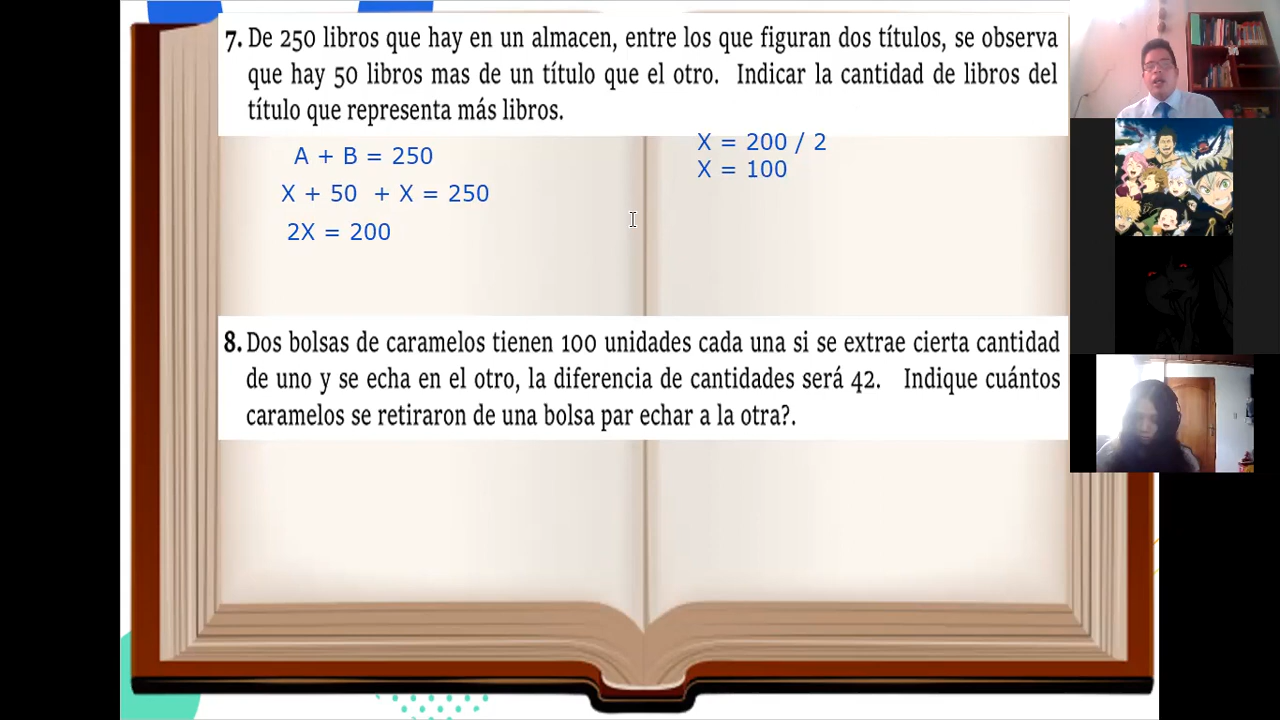 7. De 250 libros que hay en un almacen, entre los que figuran dos títulos, se observa
que hay 50 libros mas de un título que el otro. Indicar la cantidad de libros del
título que representa más libros.
A + B = 250
X + 50 + X = 250
2X = 200
X = 200 / 2
X = 100
8. Dos bolsas de caramelos tienen 100 unidades cada una si se extrae cierta cantidad
de uno y se echa en el otro, la diferencia de cantidades será 42. Indique cuántos
caramelos se retiraron de una bolsa par echar a la otra?.